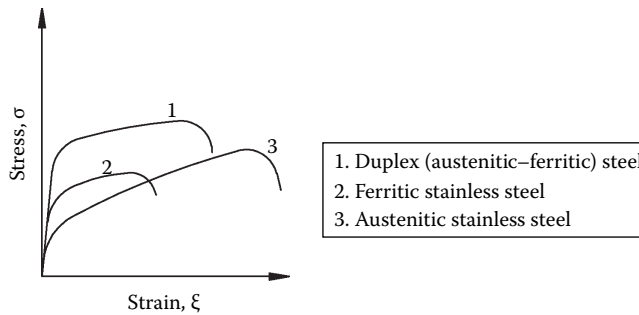 Stress, σ
1
2
3
Strain, ξ
1. Duplex (austenitic–ferritic) steel
2. Ferritic stainless steel
3. Austenitic stainless steel